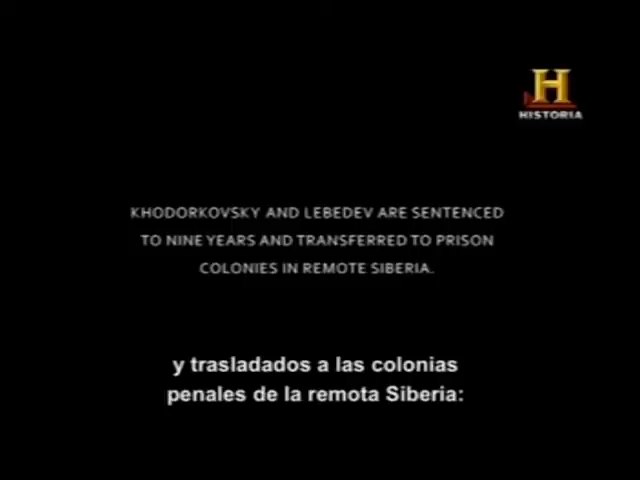 H
HISTORIA
KHODORKOVSKY AND LEBEDEV ARE SENTENCED
TO NINE YEARS AND TRANSFERRED TO PRISON
COLONIES IN REMOTE SIBERIA.
y trasladados a las colonias
penales de la remota Siberia: